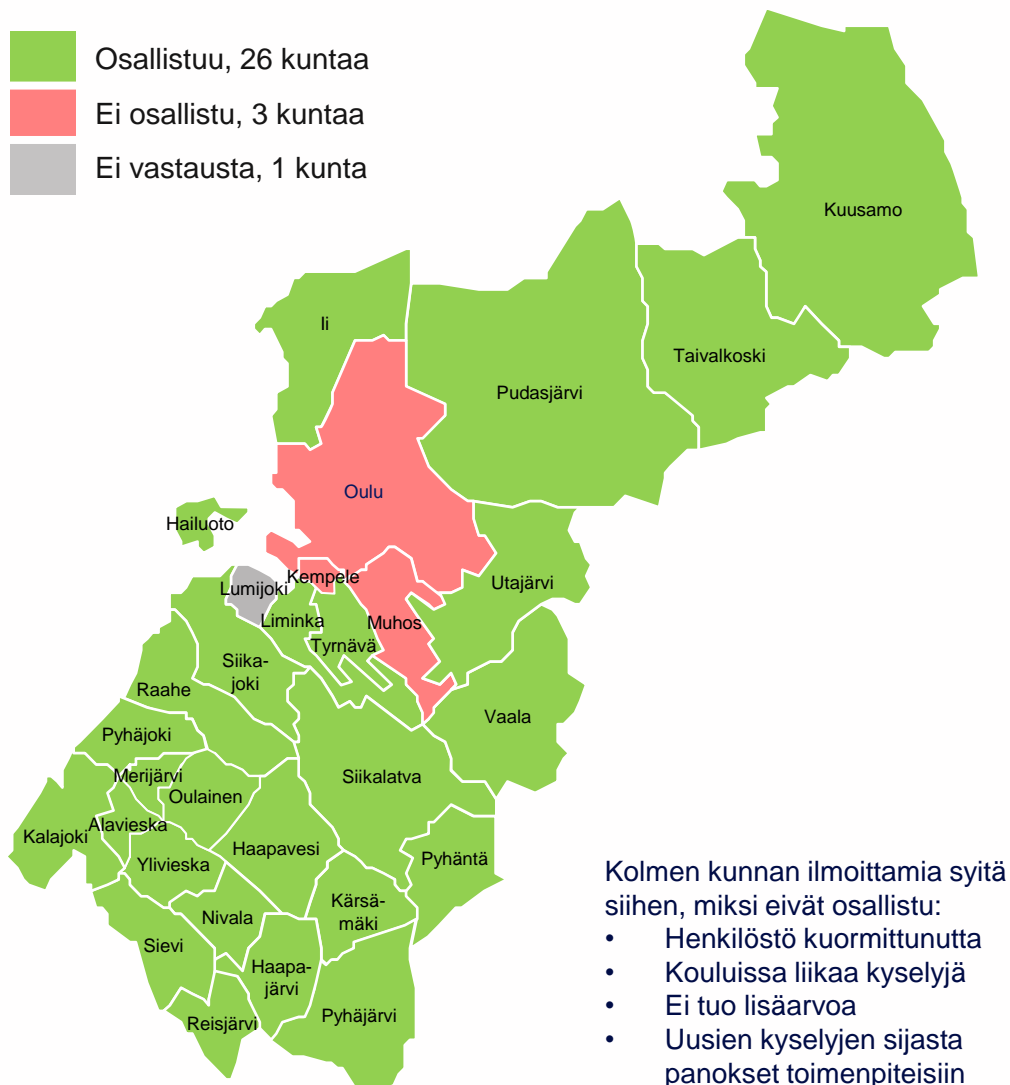 Osallistuu, 26 kuntaa
Ei osallistu, 3 kuntaa
Ei vastausta, 1 kunta
Kuusamo
Ii
Taivalkoski
Pudasjärvi
Oulu
Hailuoto
Kempele
Lumijoki
Utajärvi
Liminka
Muhos
Tyrnävä
Siika-
joki
Raahe
Vaala
Pyhäjoki
Merijärvi
Siikalatva
Oulainen
Alavieska
Kalajoki
Haapavesi
Ylivieska
Pyhäntä
Kärsä-
mäki
Nivala
Sievi
Haapa-
järvi
Reisjärvi
Pyhäjärvi
Kolmen kunnan ilmoittamia syitä
siihen, miksi eivät osallistu:
• Henkilöstö kuormittunutta
• Kouluissa liikaa kyselyjä
• Ei tuo lisäarvoa
• Uusien kyselyjen sijasta
panokset toimenpiteisiin